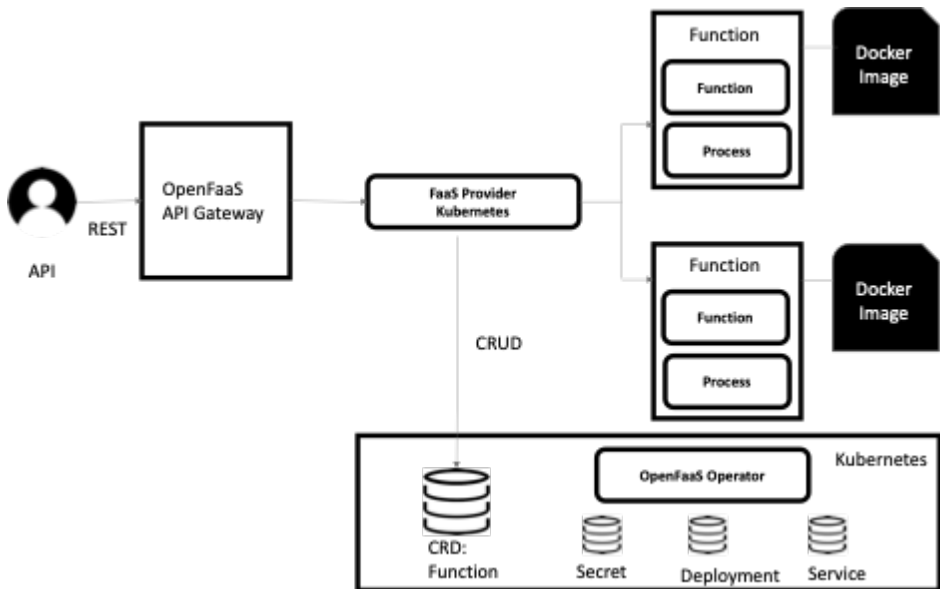 Function
Function
Process
Docker
Image
OpenFaaS
API Gateway
REST
API
FaaS Provider
Kubernetes
Function
Function
Process
Docker
Image
CRUD
Kubernetes
OpenFaaS Operator
CRD:
Function
Secret
Deployment
Service